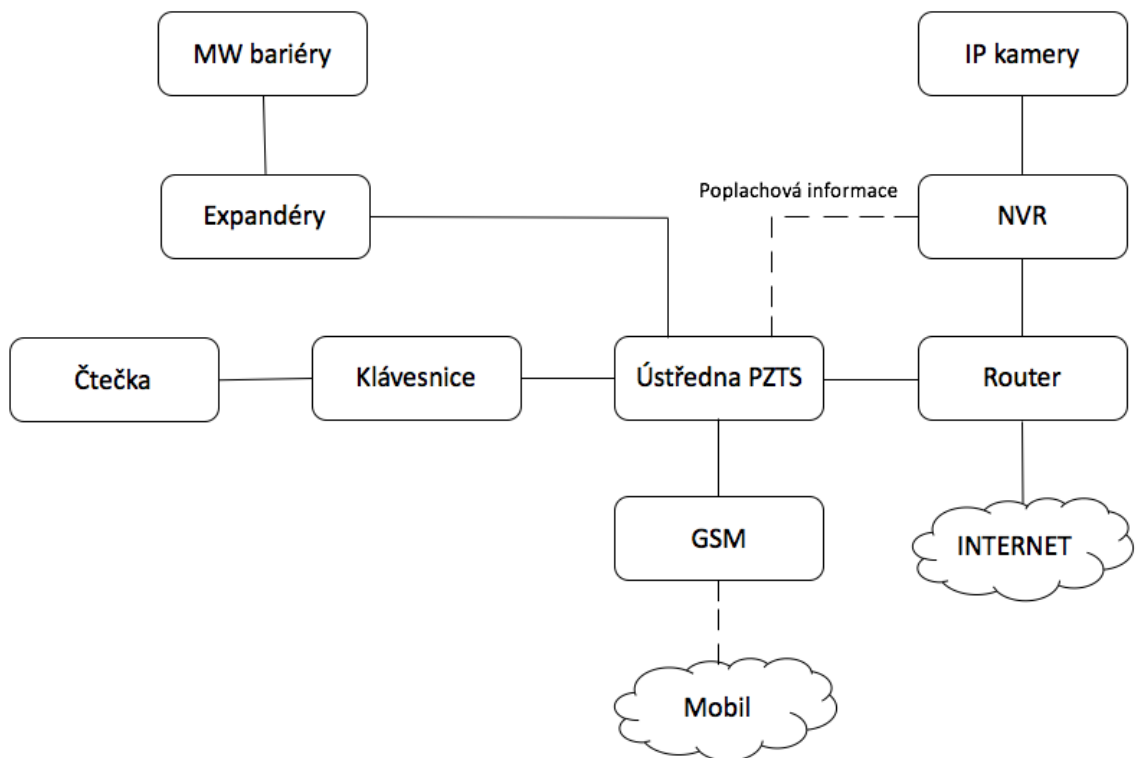 MW bariéry
IP kamery
Poplachová informace
Expandéry
NVR
Čtečka
Klávesnice
Ústředna PZTS
Router
GSM
INTERNET
Mobil